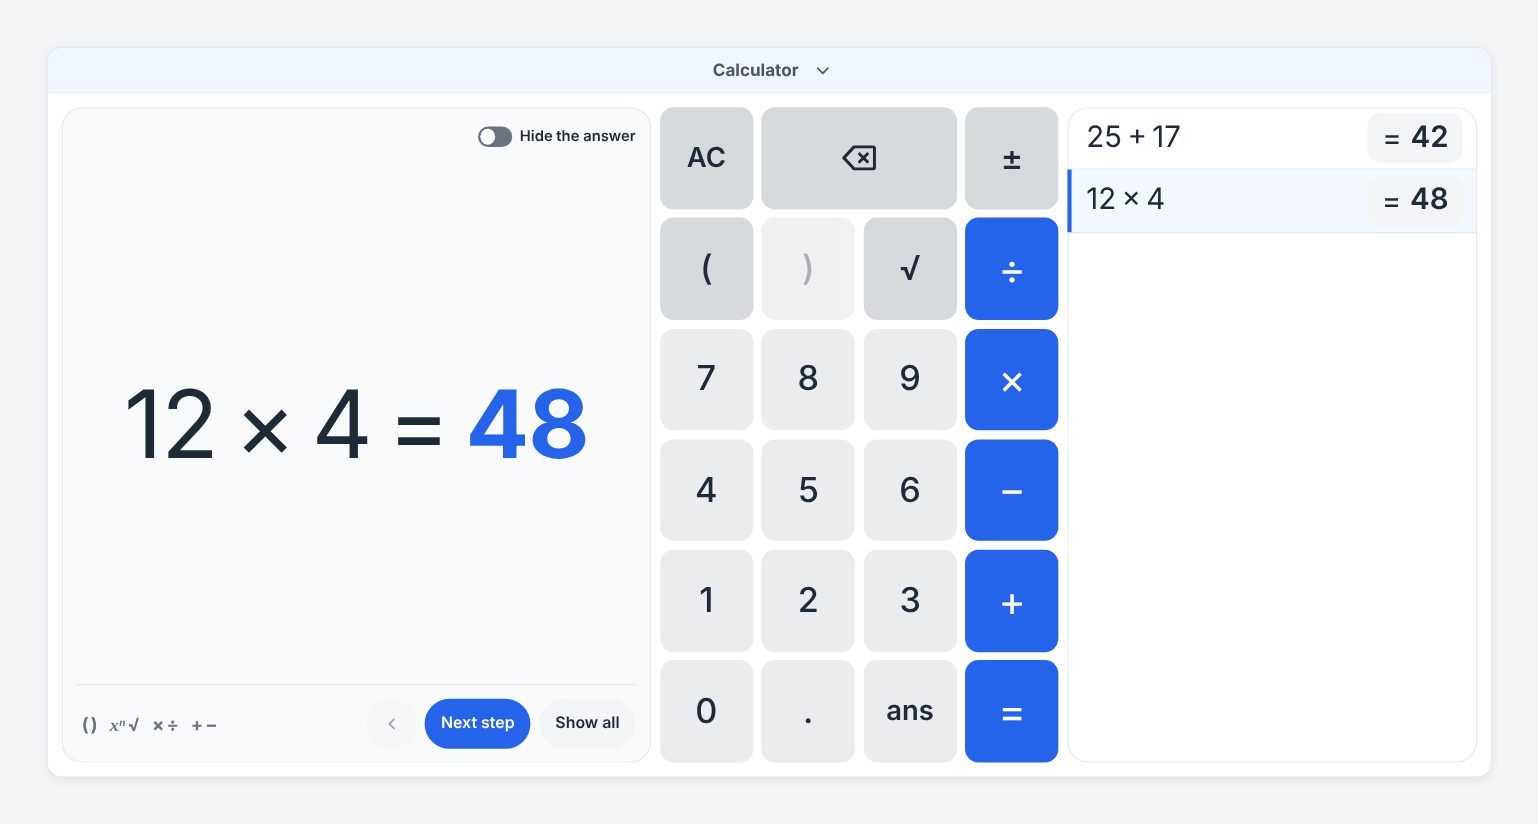 Calculator
Hide the answer
12 × 4 = 48
() xⁿ√ ×÷ +−
Next step
Show all
AC
±
( ) √ ÷
7 8 9 ×
4 5 6 −
1 2 3 +
0 . ans =
25 + 17 = 42
12 × 4 = 48